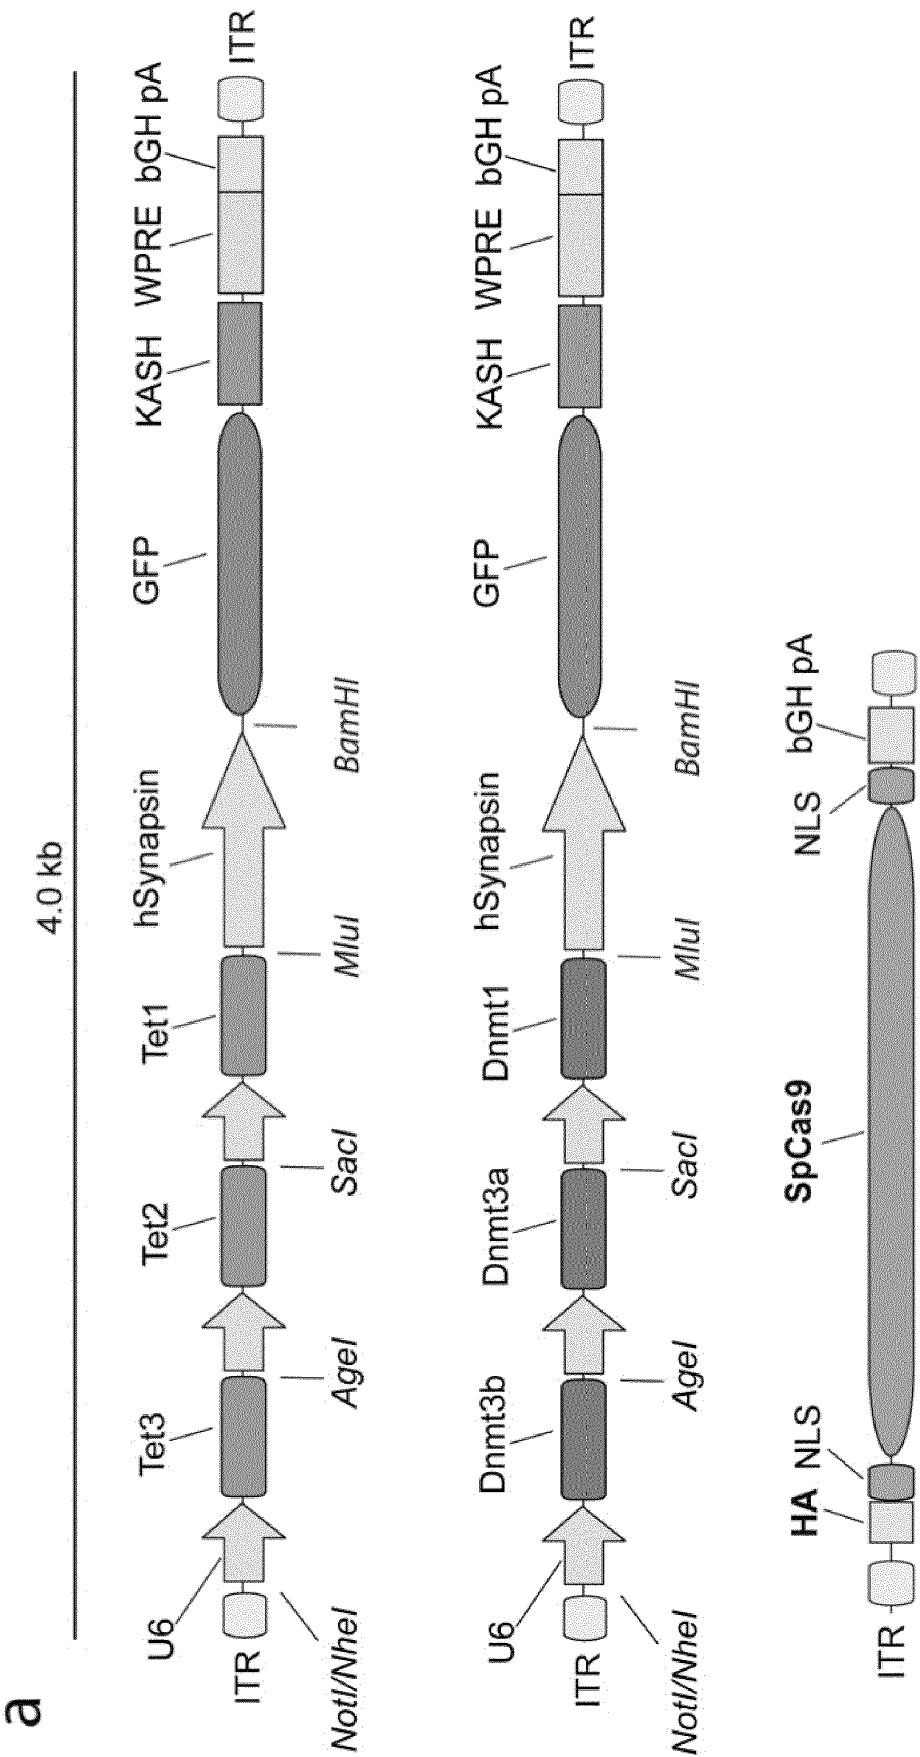 a
4.0 kb
U6 Tet3 Tet2 Tet1 hSynapsin GFP KASH WPRE bGH pA
ITR ITR
NotI/NheI AgeI SacI MluI BamHI
U6 Dnmt3b Dnmt3a Dnmt1 hSynapsin GFP KASH WPRE bGH pA
ITR ITR
NotI/NheI AgeI SacI MluI BamHI
HA NLS SpCas9 NLS bGH pA
ITR